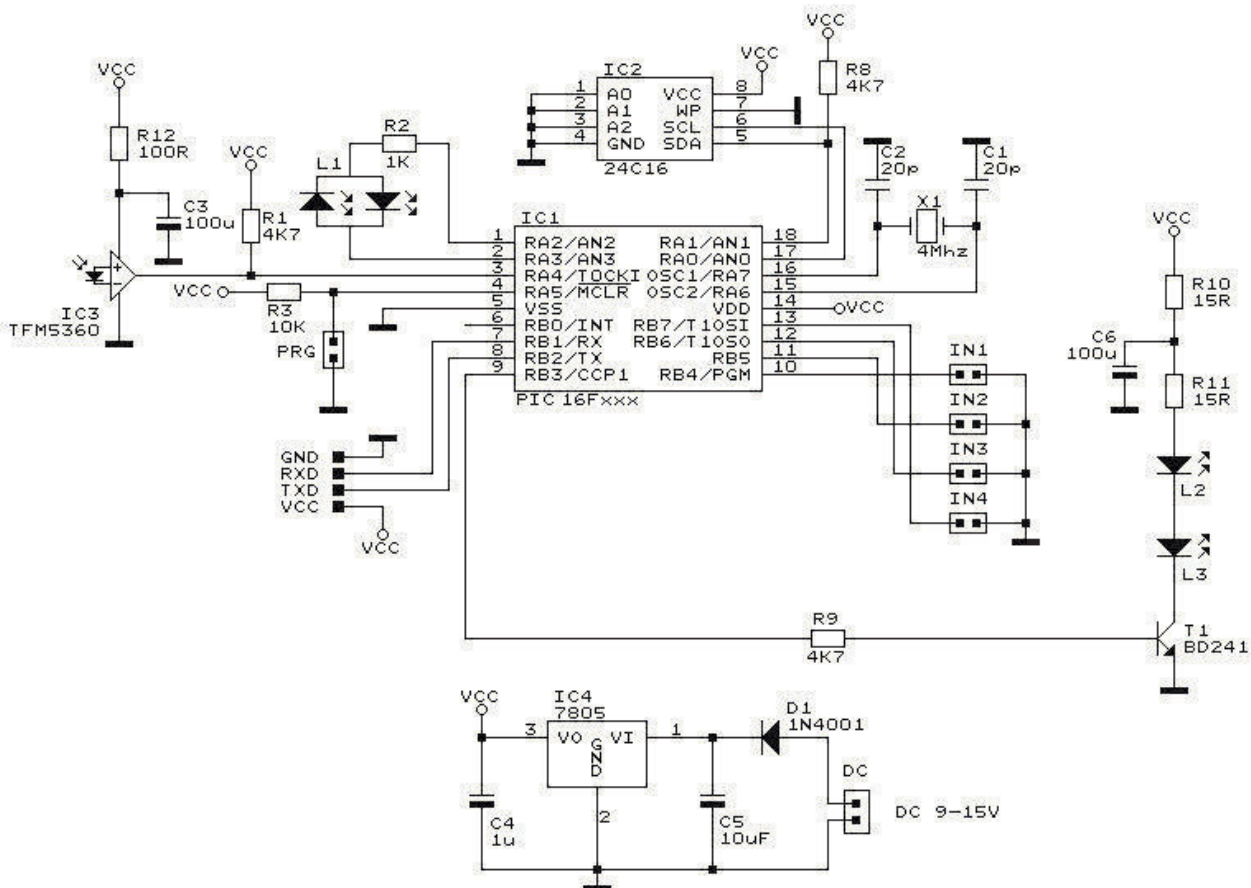 VCC
R12
100R
VCC
C3
100u
R1
4K7
IC3
TFM5360
VCC
R3
10K
PRG
L1
R2
1K
IC2
1 A0 VCC 8
2 A1 WP 7
3 A2 SCL 6
4 GND SDA 5
24C16
VCC
VCC
R8
4K7
C2
20p
C1
20p
X1
4Mhz
IC1
1 RA2/AN2 RA1/AN1 18
2 RA3/AN3 RA0/AN0 17
3 RA4/TOCKI OSC1/RA7 16
4 RA5/MCLR OSC2/RA6 15
5 VSS VDD 14
6 RB0/INT RB7/T1OSI 13
7 RB1/RX RB6/T1OSO 12
8 RB2/TX RB5 11
9 RB3/CCP1 RB4/PGM 10
PIC 16Fxxx
VCC
GND
RXD
TXD
VCC
VCC
IN1
IN2
IN3
IN4
VCC
R10
15R
C6
100u
R11
15R
L2
L3
R9
4K7
T1
BD241
VCC
IC4
7805
3 VO GND VI 1
2
C4
1u
C5
10uF
D1
1N4001
DC
DC 9-15V